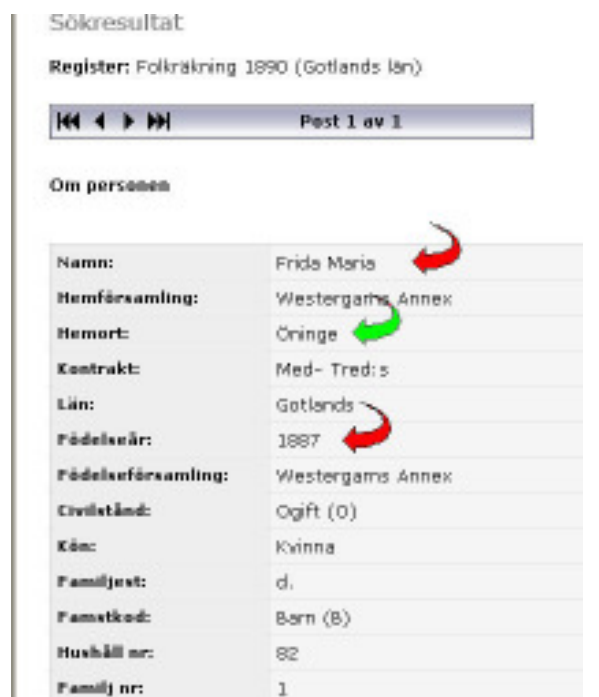 Sökresultat
Register: Folkräkning 1890 (Gotlands län)
Post 1 av 1
Om personen
Namn: Frida Maria
Hemförsamling: Westergarns Annex
Hemort: Öninge
Kontrakt: Med- Tred:s
Län: Gotlands
Födelseår: 1887
Födelseförsamling: Westergarns Annex
Civilstånd: Ogift (O)
Kön: Kvinna
Familjest: d.
Famstkod: Barn (B)
Hushåll nr: 82
Familj nr: 1